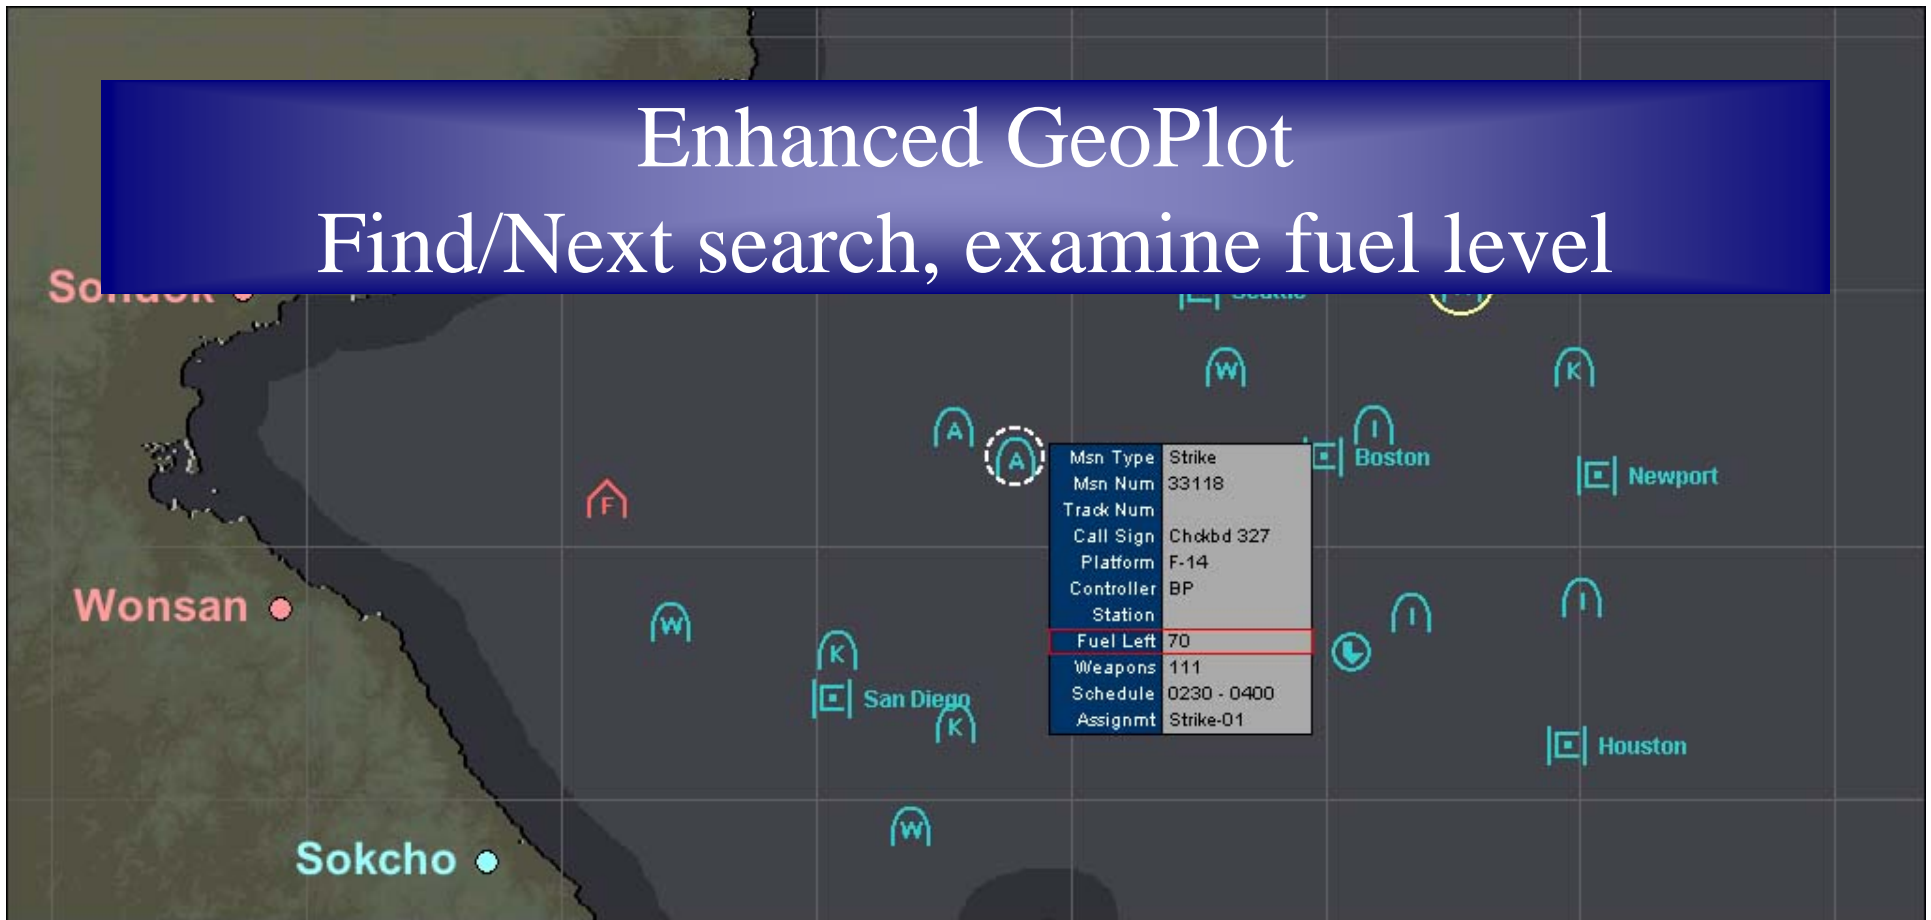 Enhanced GeoPlot
Find/Next search, examine fuel level
Sondok
Seattle
W
K
A
I
A
Boston
Newport
F
Msn Type Strike
Msn Num 33118
Track Num
Call Sign Chckbd 327
Platform F-14
Controller BP
Station
Fuel Left 70
Weapons 111
Schedule 0230 - 0400
Assignmt Strike-01
Wonsan
W
I
I
K
San Diego
K
Houston
W
Sokcho